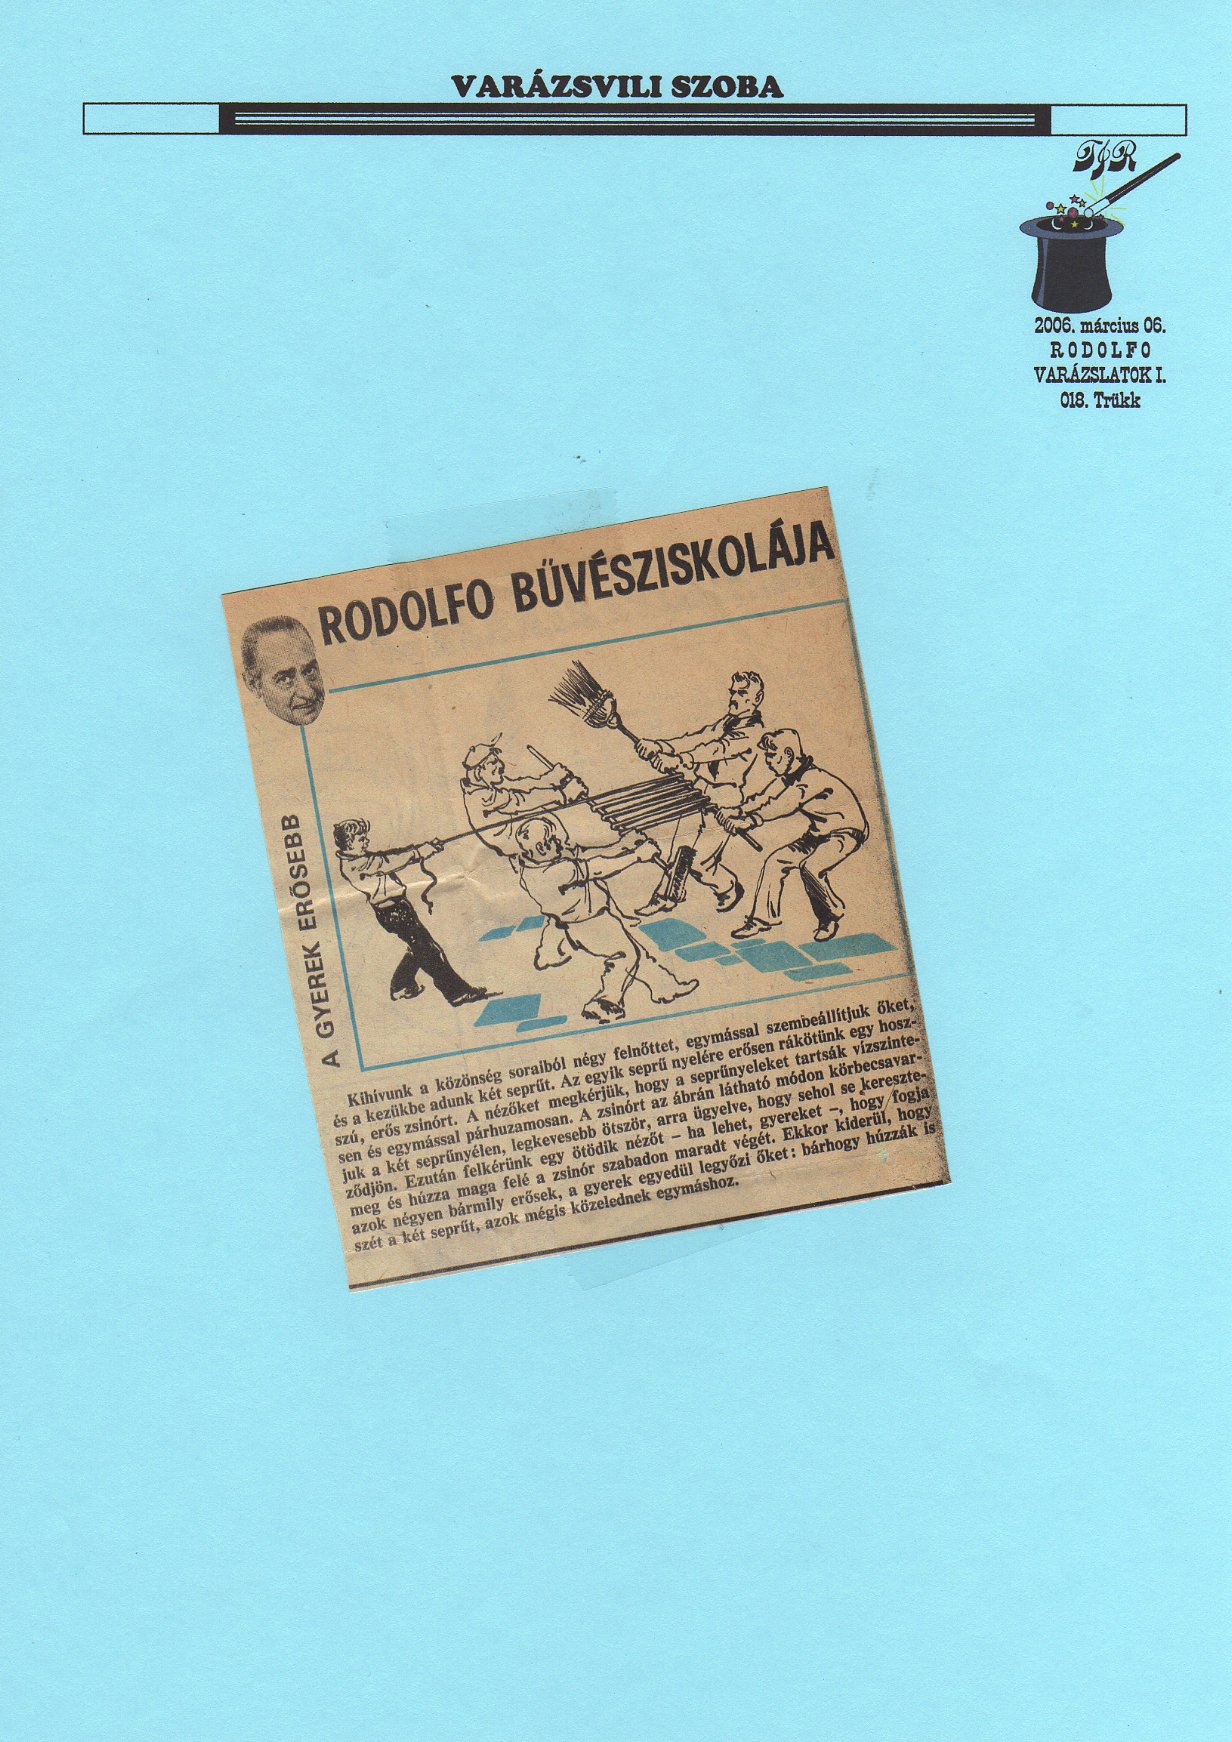 VARÁZSVILI SZOBA
TJR
2006. március 06.
RODOLFO
VARÁZSLATOK I.
018. Trükk
RODOLFO BŰVÉSZISKOLÁJA
A GYEREK ERŐSEBB
Kihívunk a közönség soraiból négy felnőttet, egymással szembeállítjuk őket,
és a kezükbe adunk két seprűt. Az egyik seprű nyelére erősen rákötünk egy hosz-
szú, erős zsinórt. A nézőket megkérjük, hogy a seprűnyeleket tartsák vízszinte-
sen és egymással párhuzamosan. A zsinórt az ábrán látható módon körbecsavar-
juk a két seprűnyélen, legkevesebb ötször, arra ügyelve, hogy sehol se kereszte-
ződjön. Ezután felkérünk egy ötödik nézőt – ha lehet, gyereket –, hogy fogja
meg és húzza maga felé a zsinór szabadon maradt végét. Ekkor kiderül, hogy
azok négyen bármily erősek, a gyerek egyedül legyőzi őket: bárhogy húzzák is
szét a két seprűt, azok mégis közelednek egymáshoz.